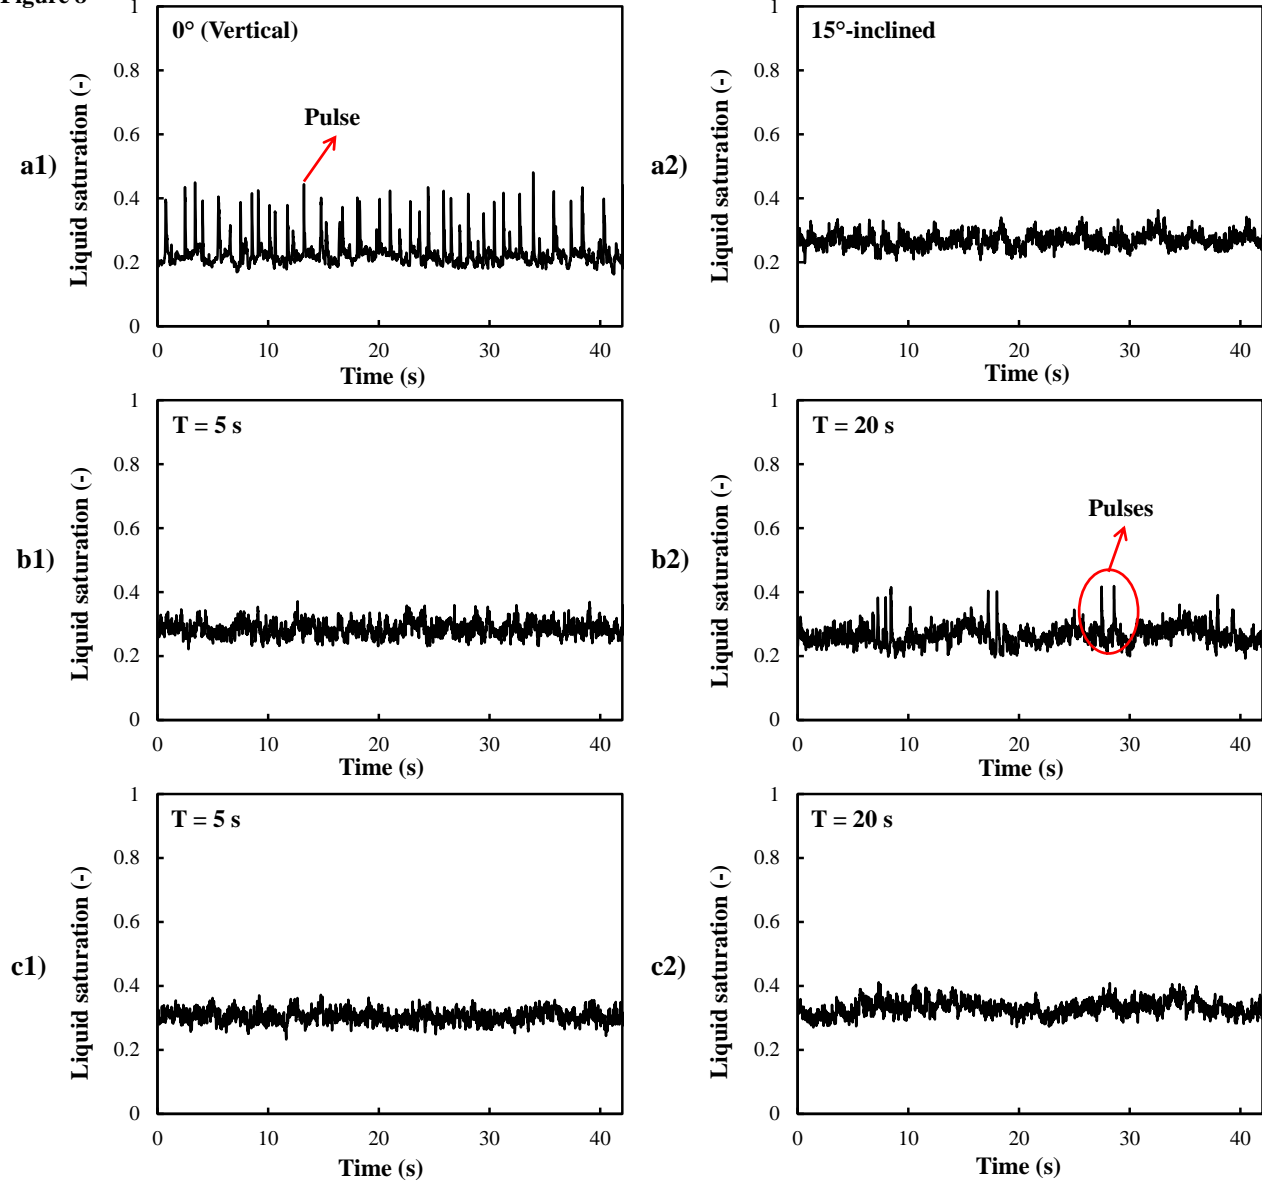 Figure 8
a1)
0° (Vertical)
Pulse
Liquid saturation (-)
1
0.8
0.6
0.4
0.2
0
0 10 20 30 40
Time (s)
a2)
15°-inclined
Liquid saturation (-)
1
0.8
0.6
0.4
0.2
0
0 10 20 30 40
Time (s)
b1)
T = 5 s
Liquid saturation (-)
1
0.8
0.6
0.4
0.2
0
0 10 20 30 40
Time (s)
b2)
T = 20 s
Pulses
Liquid saturation (-)
1
0.8
0.6
0.4
0.2
0
0 10 20 30 40
Time (s)
c1)
T = 5 s
Liquid saturation (-)
1
0.8
0.6
0.4
0.2
0
0 10 20 30 40
Time (s)
c2)
T = 20 s
Liquid saturation (-)
1
0.8
0.6
0.4
0.2
0
0 10 20 30 40
Time (s)